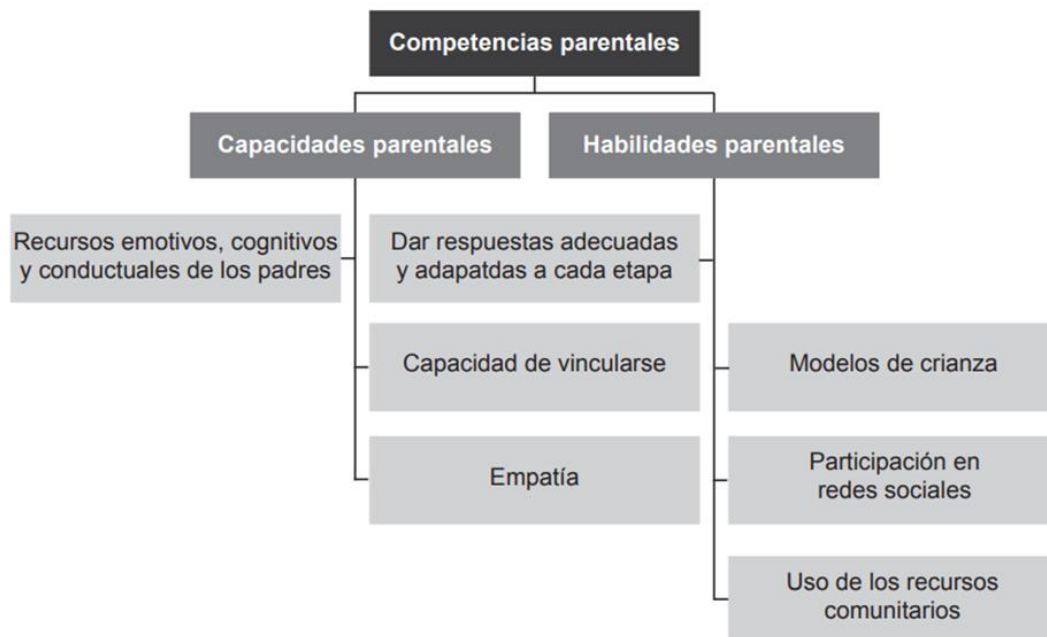 Competencias parentales
Capacidades parentales
Habilidades parentales
Recursos emotivos, cognitivos
y conductuales de los padres
Dar respuestas adecuadas
y adapatdas a cada etapa
Capacidad de vincularse
Modelos de crianza
Empatía
Participación en
redes sociales
Uso de los recursos
comunitarios